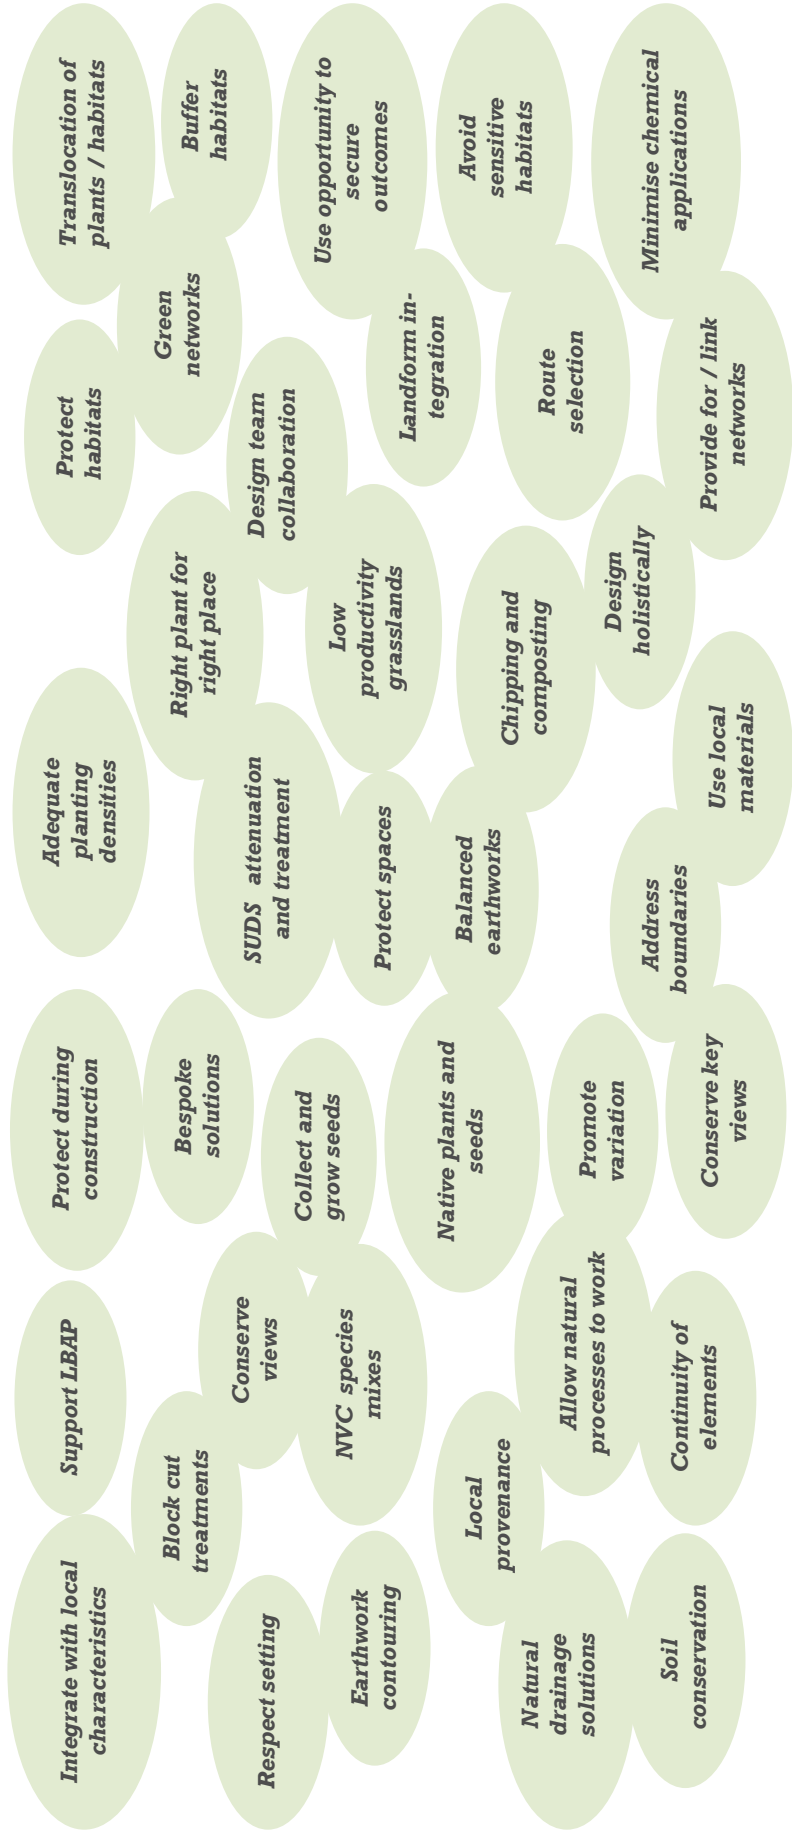 Integrate with local
characteristics
Support LBAP
Protect during
construction
Adequate
planting
densities
Protect
habitats
Translocation of
plants / habitats
Block cut
treatments
Bespoke
solutions
Right plant for
right place
Green
networks
Buffer
habitats
Respect setting
Conserve
views
Collect and
grow seeds
SUDS attenuation
and treatment
Design team
collaboration
Use opportunity to
secure
outcomes
Earthwork
contouring
NVC species
mixes
Protect spaces
Low
productivity
grasslands
Landform in-
tegration
Local
provenance
Native plants and
seeds
Balanced
earthworks
Chipping and
composting
Route
selection
Avoid
sensitive
habitats
Natural
drainage
solutions
Allow natural
processes to work
Promote
variation
Address
boundaries
Design
holistically
Minimise chemical
applications
Soil
conservation
Continuity of
elements
Conserve key
views
Use local
materials
Provide for / link
networks